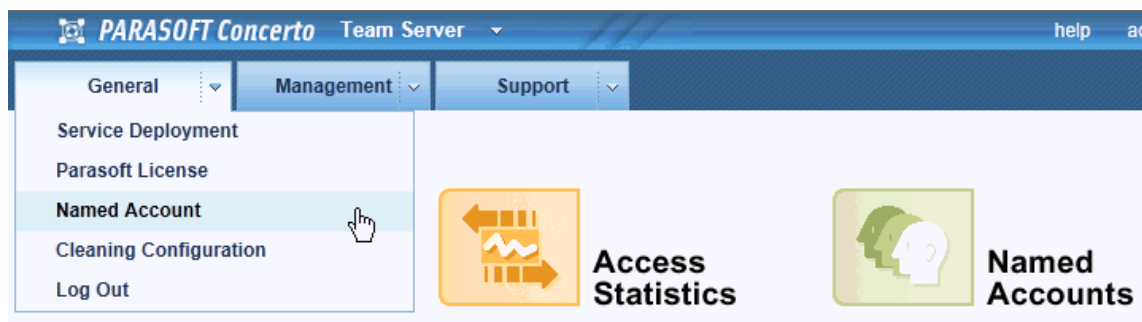 PARASOFT Concerto Team Server help
General Management Support
Service Deployment
Parasoft License
Named Account
Cleaning Configuration
Log Out
Access
Statistics
Named
Accounts